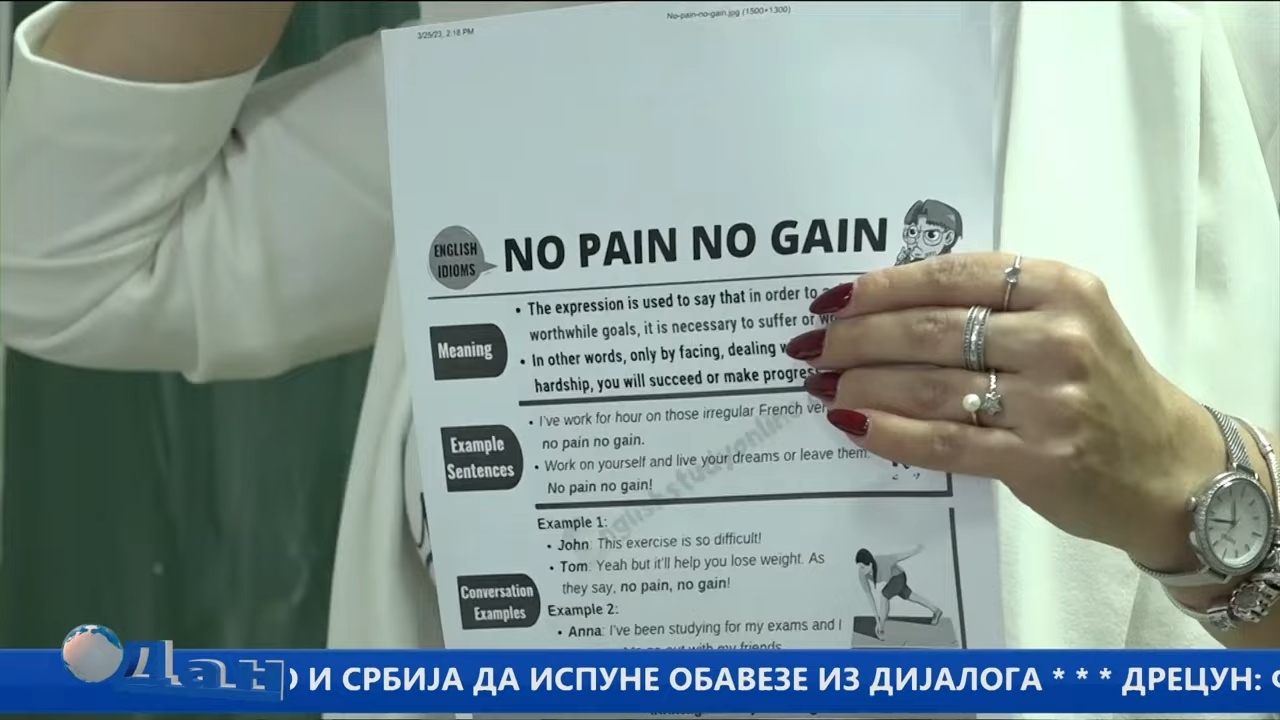 3/25/23, 2:18 PM
No-pain-no-gain.jpg (1500×1300)
ENGLISH
IDIOMS
NO PAIN NO GAIN
Meaning
• The expression is used to say that in order to
worthwhile goals, it is necessary to suffer or
• In other words, only by facing, dealing
hardship, you will succeed or make progress
Example
Sentences
• I've work for hour on those irregular French
no pain no gain.
• Work on yourself and live your dreams or leave them.
No pain no gain!
Conversation
Examples
Example 1:
• John: This exercise is so difficult!
• Tom: Yeah but it'll help you lose weight. As
they say, no pain, no gain!
Example 2:
• Anna: I've been studying for my exams and I
out with my friends
Дан
И СРБИЈА ДА ИСПУНЕ ОБАВЕЗЕ ИЗ ДИЈАЛОГА * * * ДРЕЦУН: